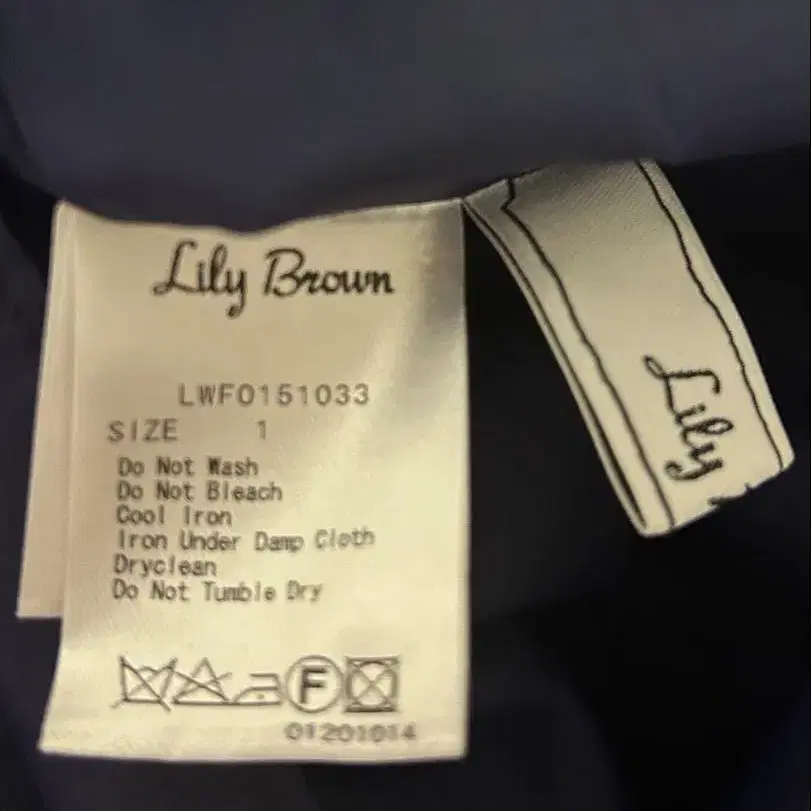 Lily Brown
LWFO151033
SIZE 1
Do Not Wash
Do Not Bleach
Cool Iron
Iron Under Damp Cloth
Dryclean
Do Not Tumble Dry
F
01201014
Lily